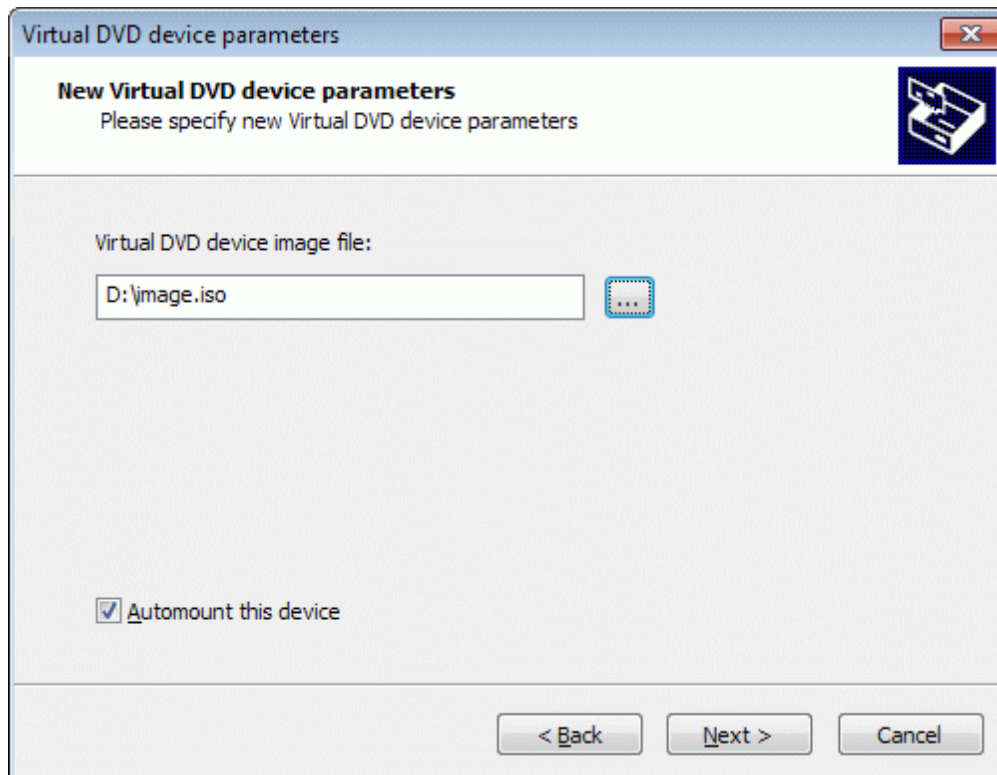 Virtual DVD device parameters
New Virtual DVD device parameters
Please specify new Virtual DVD device parameters
Virtual DVD device image file:
D:\image.iso
...
Automount this device
< Back
Next >
Cancel